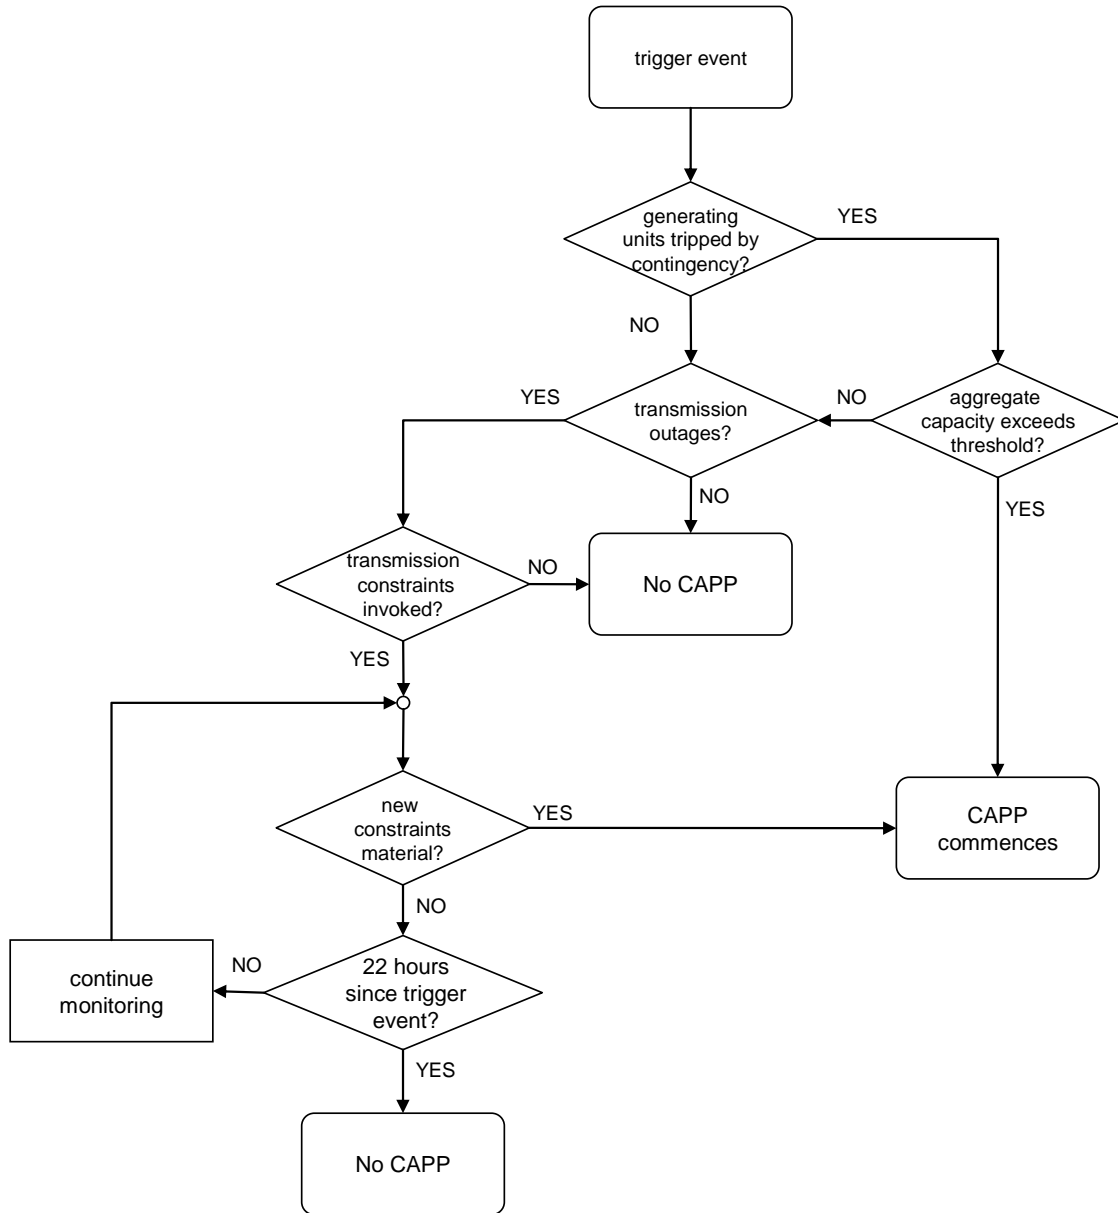 trigger event
generating
units tripped by
contingency?
YES
NO
YES
transmission
outages?
NO
aggregate
capacity exceeds
threshold?
NO
YES
transmission
constraints
invoked?
NO
No CAPP
YES
new
constraints
material?
YES
CAPP
commences
NO
continue
monitoring
NO
22 hours
since trigger
event?
YES
No CAPP